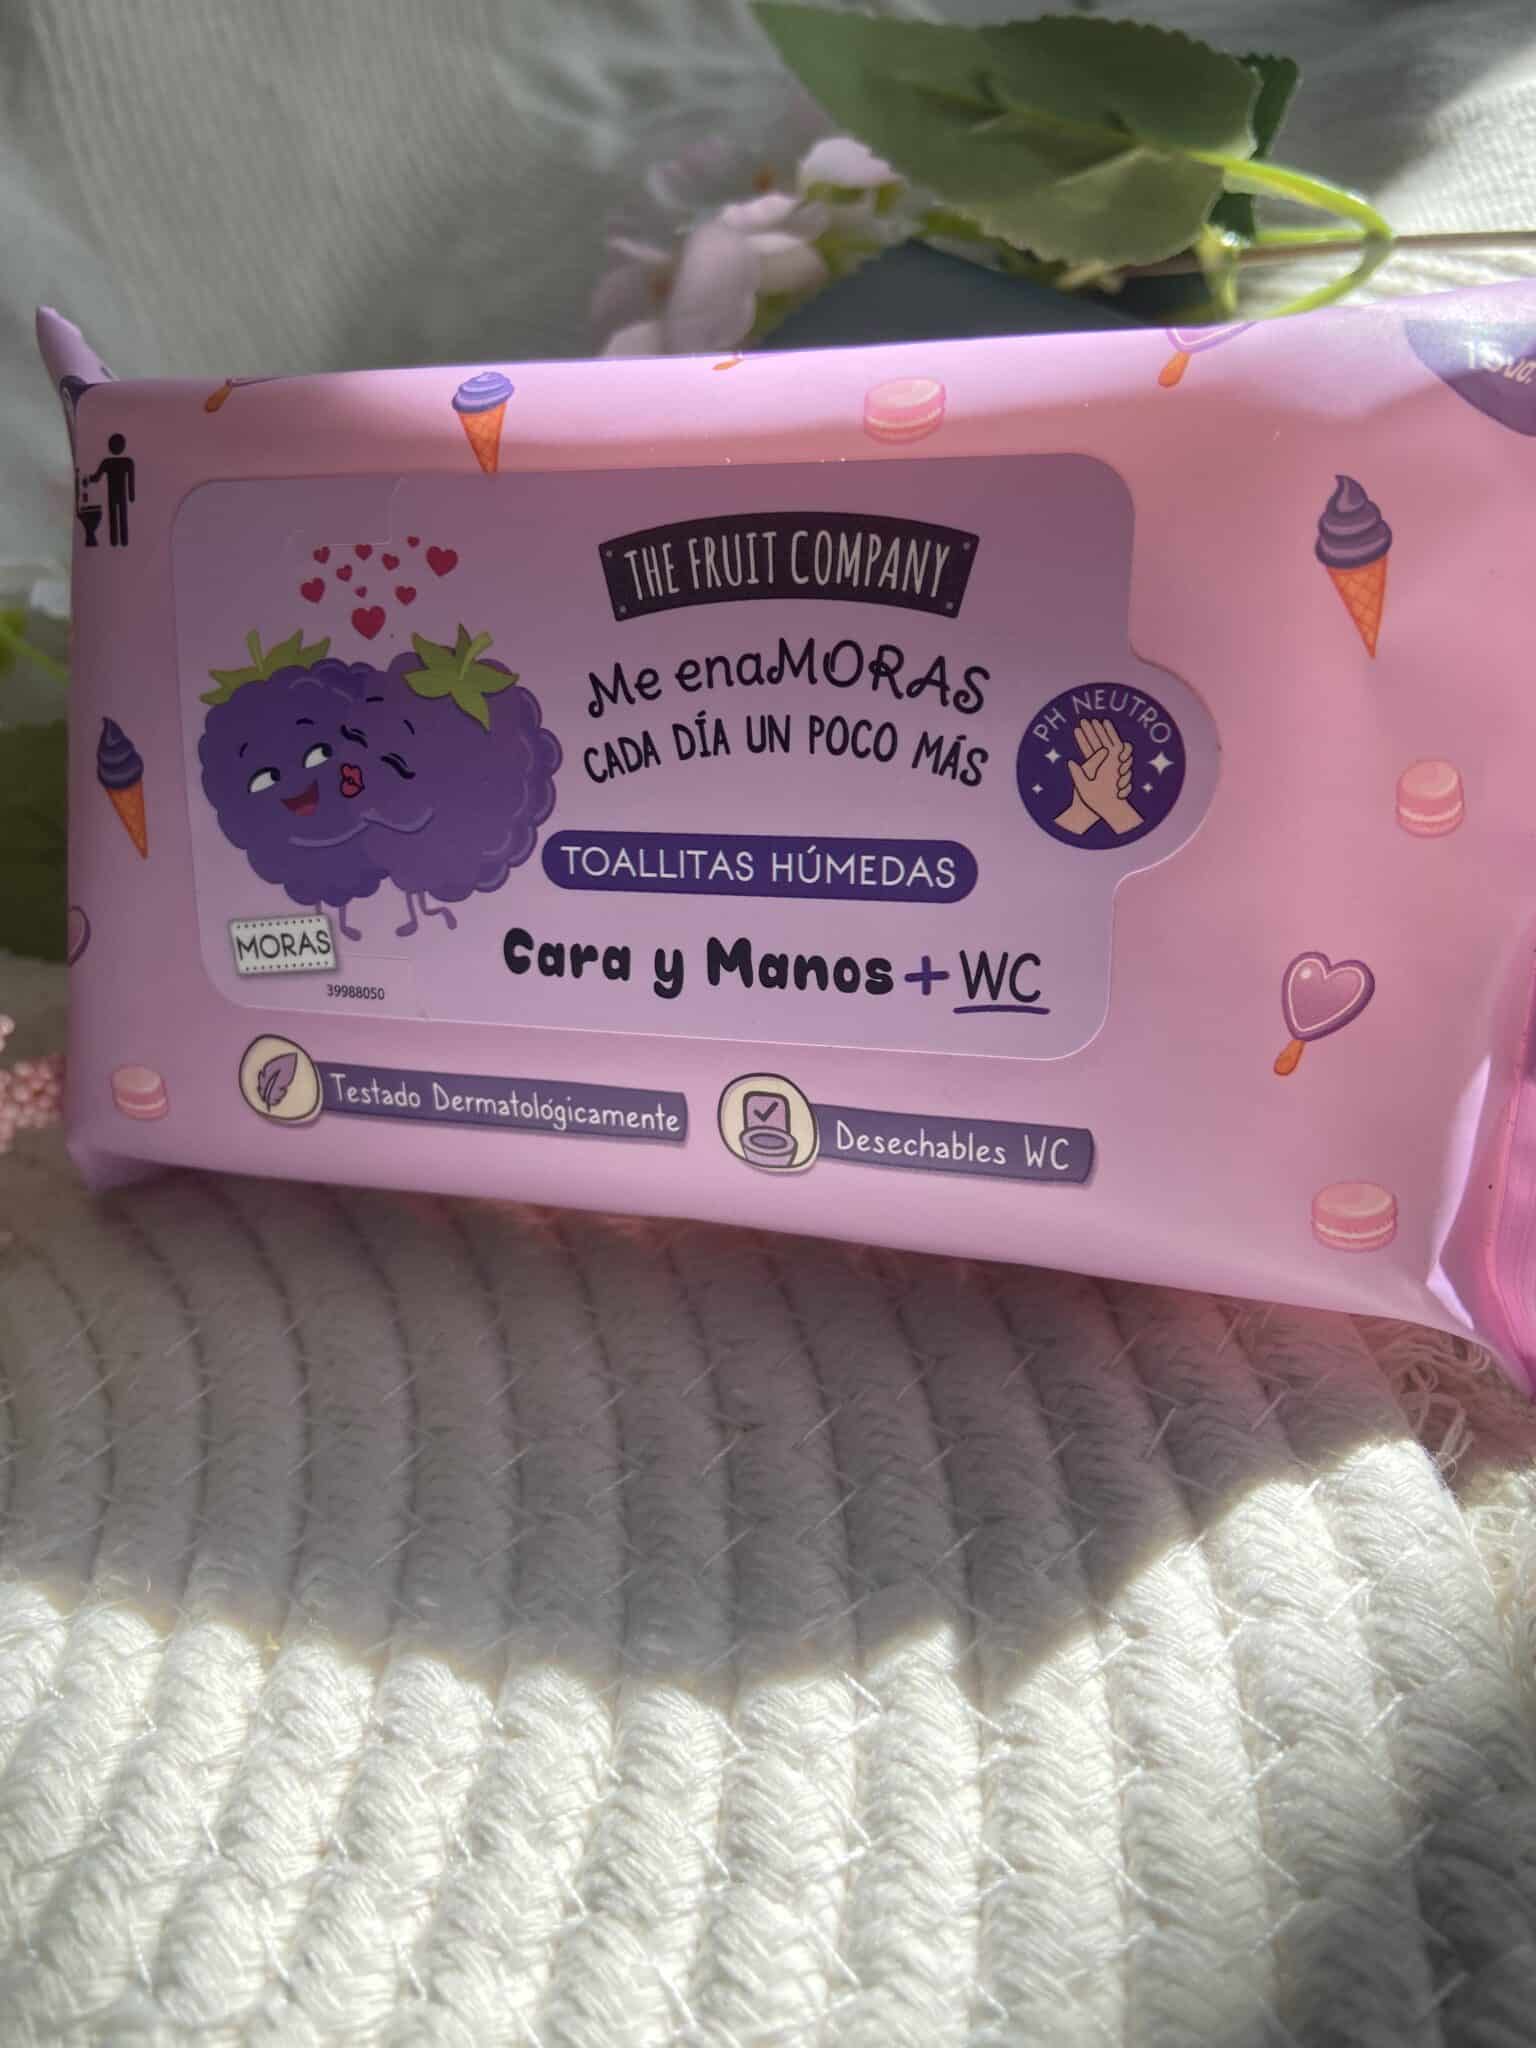 THE FRUIT COMPANY
Me enaMORAS
CADA DÍA UN POCO MÁS
PH NEUTRO
TOALLITAS HÚMEDAS
Cara y Manos + WC
MORAS
39988050
Testado Dermatológicamente
Desechables WC